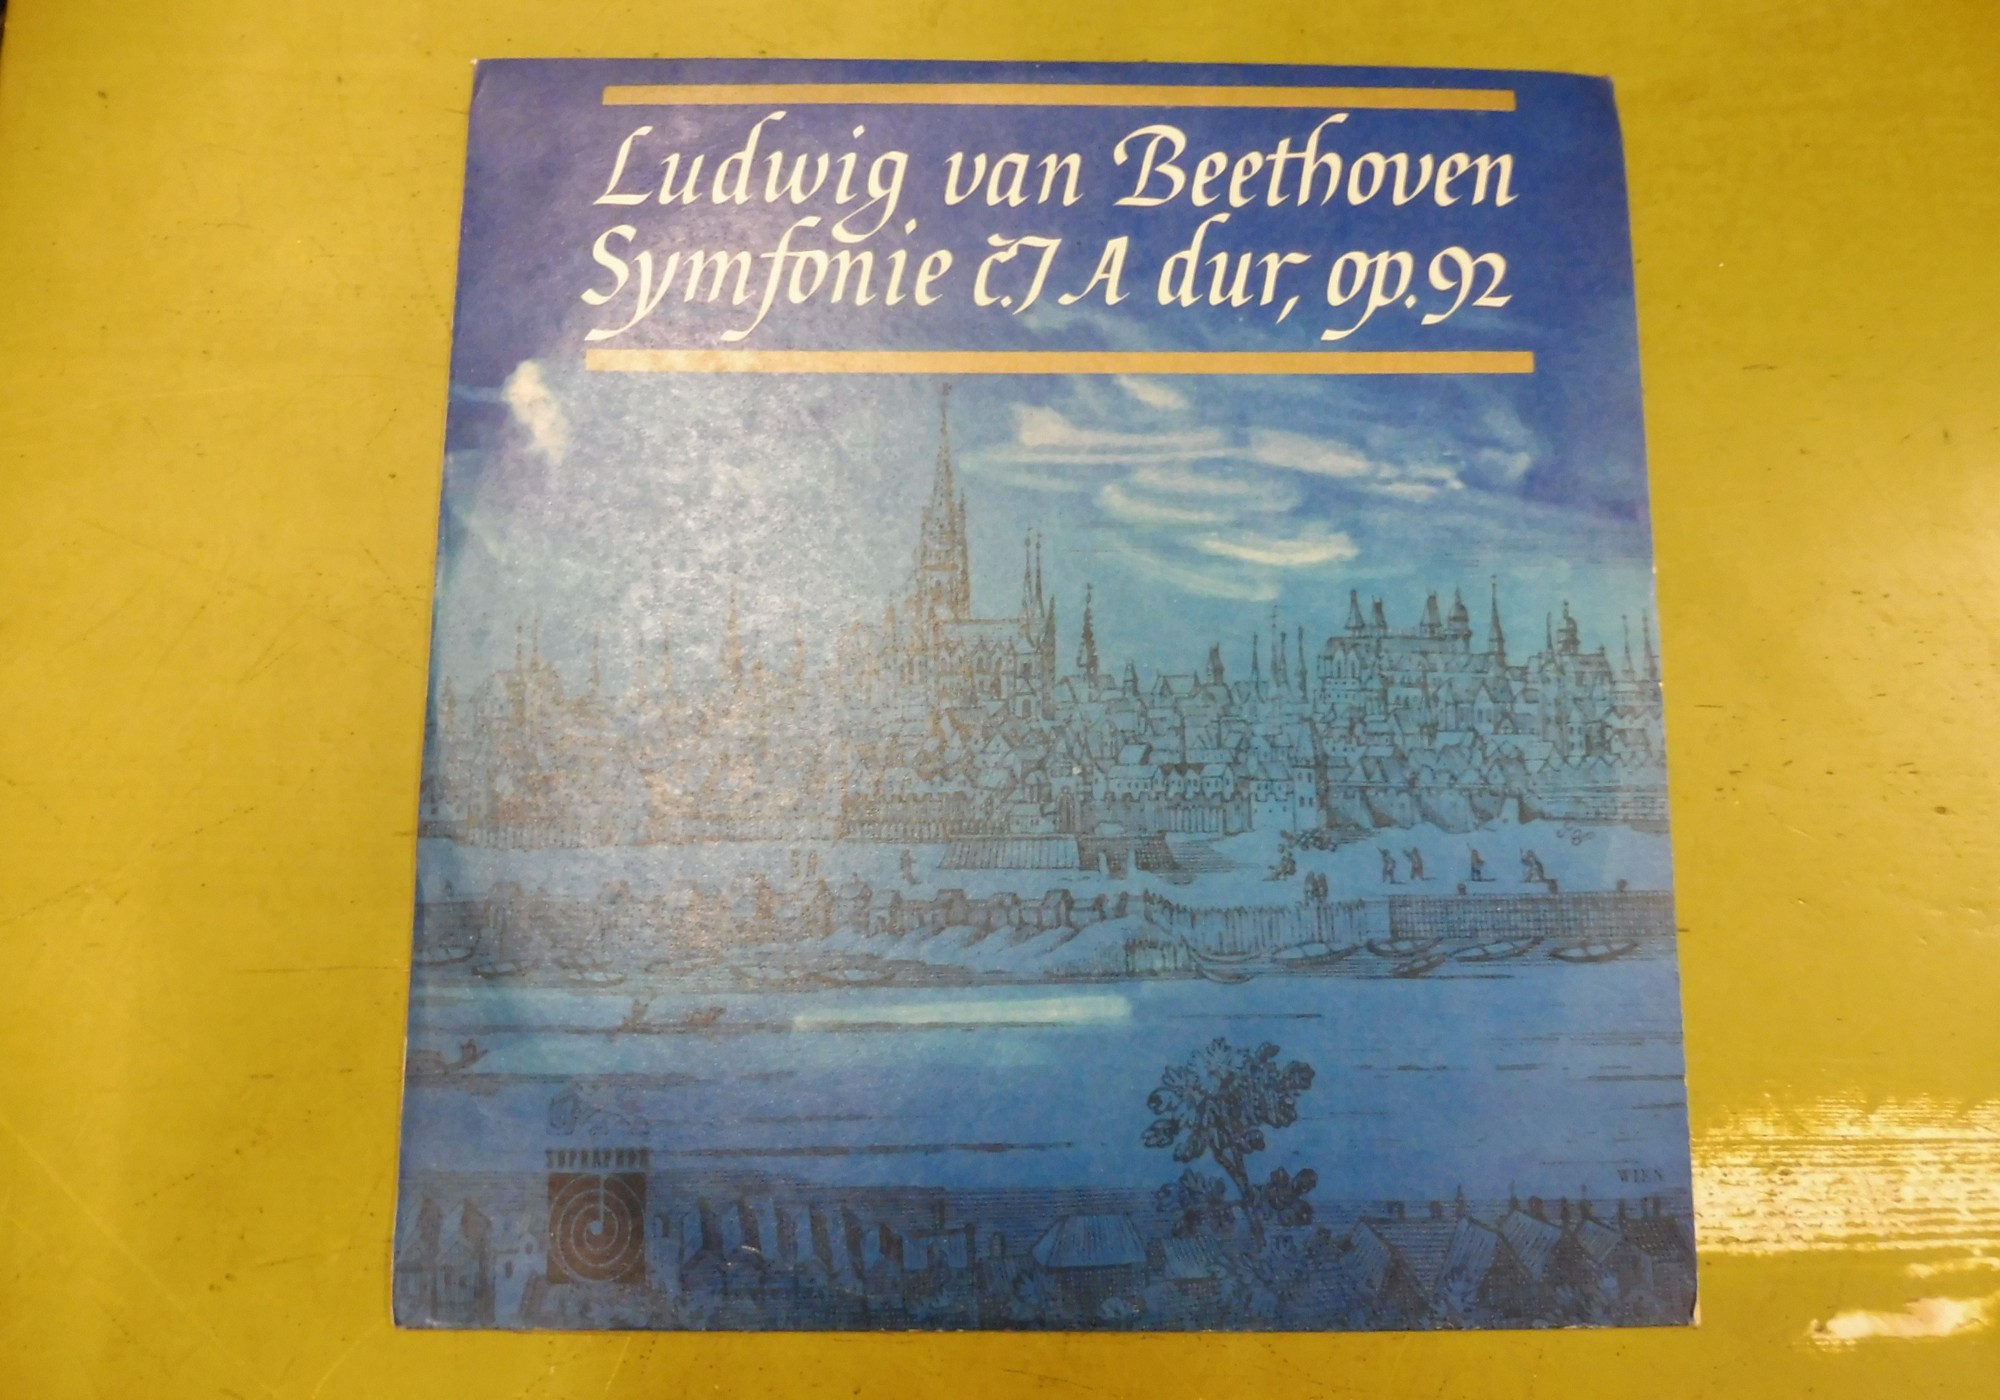 Ludwig van Beethoven
Symfonie č.7 A dur, op.92
SUPRAPHON
WIEN